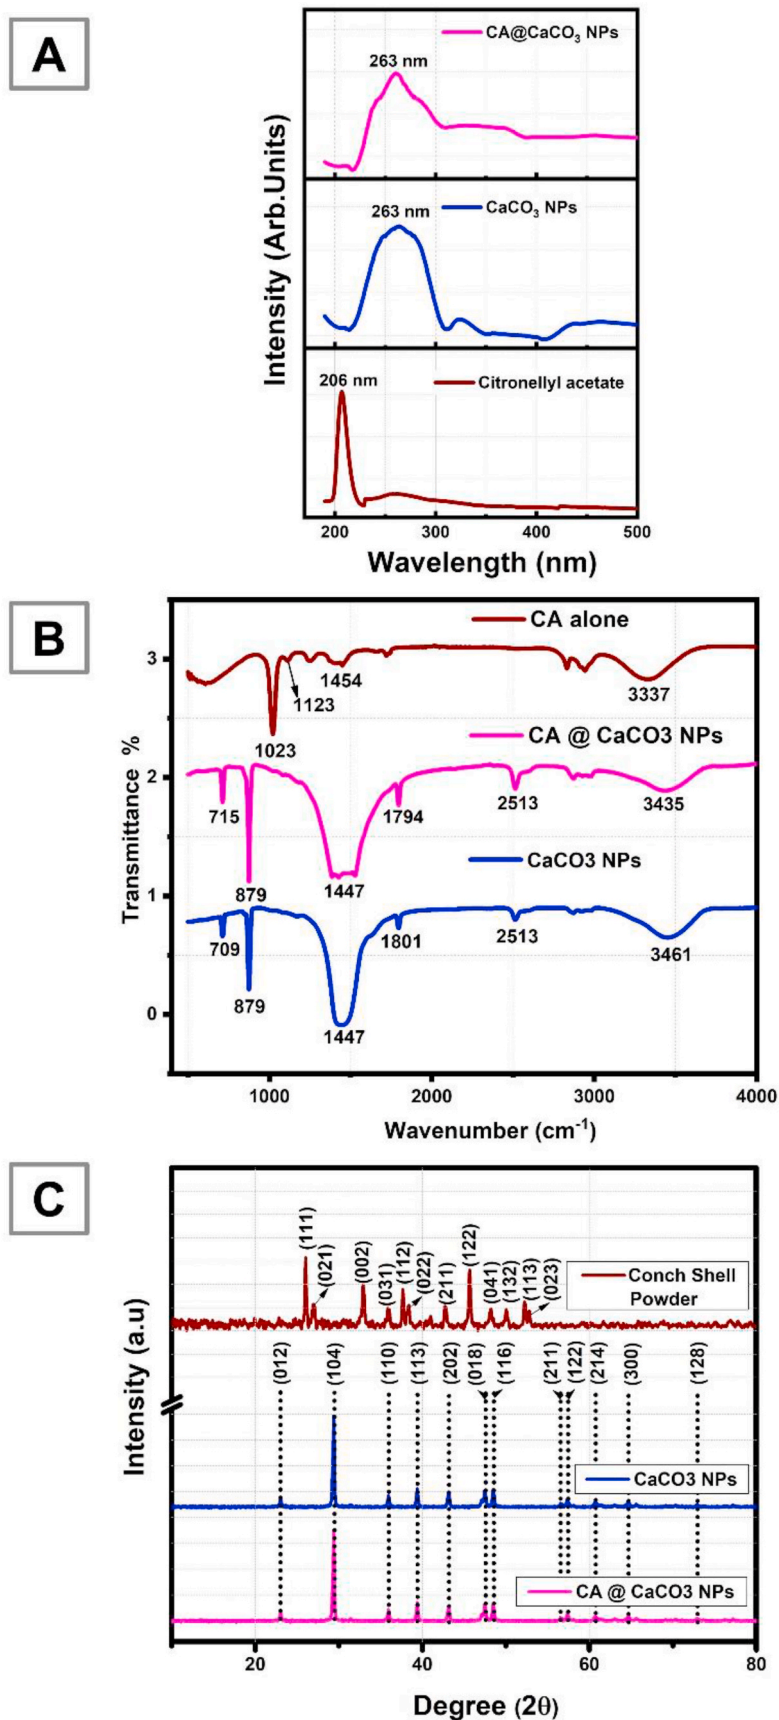 A
CA@CaCO₃ NPs
263 nm
CaCO₃ NPs
263 nm
Citronellyl acetate
206 nm
Intensity (Arb.Units)
200 300 400 500
Wavelength (nm)
B
CA alone
3
1454
1123
3337
1023
CA @ CaCO3 NPs
2
715
1794
2513
3435
879
1447
CaCO3 NPs
1
709
1801
2513
3461
879
0
1447
Transmittance %
1000 2000 3000 4000
Wavenumber (cm⁻¹)
C
(111) (021) (002) (031) (112) (022) (211) (122) (041) (132) (113) (023)
Conch Shell
Powder
(012) (104) (110) (113) (202) (018) (116) (211) (122) (214) (300) (128)
CaCO3 NPs
CA @ CaCO3 NPs
Intensity (a.u)
20 40 60 80
Degree (2θ)